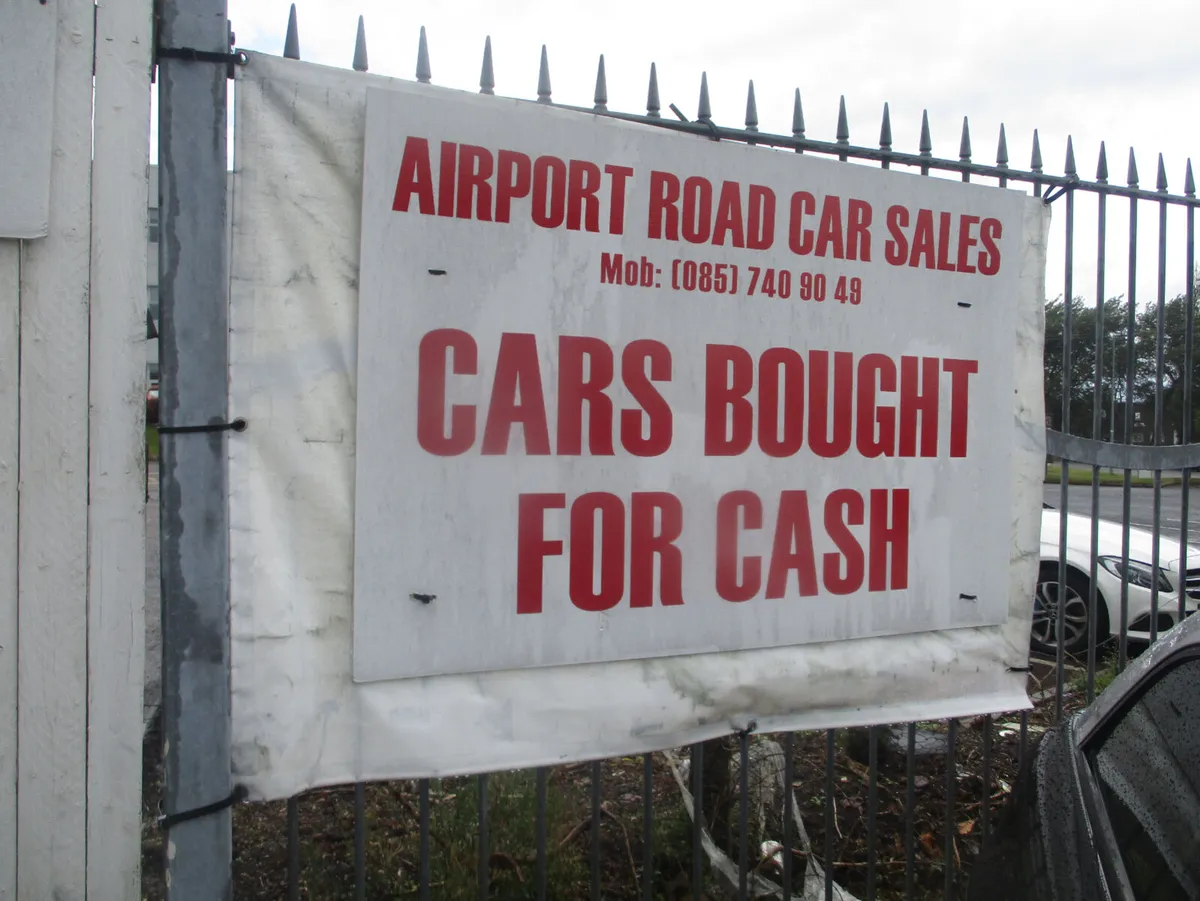 AIRPORT ROAD CAR SALES
Mob: (085) 740 90 49
CARS BOUGHT
FOR CASH